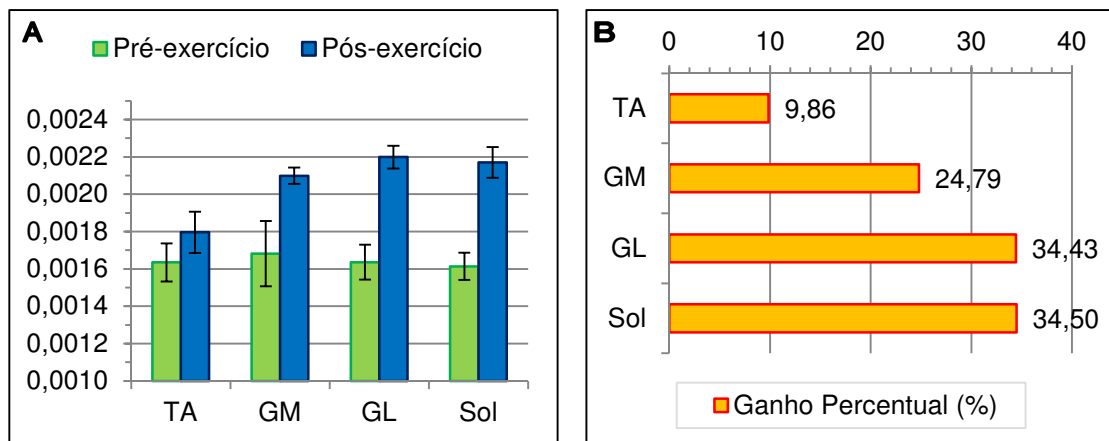 A
Pré-exercício Pós-exercício
0,0024
0,0022
0,0020
0,0018
0,0016
0,0014
0,0012
0,0010
TA GM GL Sol
B
0 10 20 30 40
TA 9,86
GM 24,79
GL 34,43
Sol 34,50
Ganho Percentual (%)